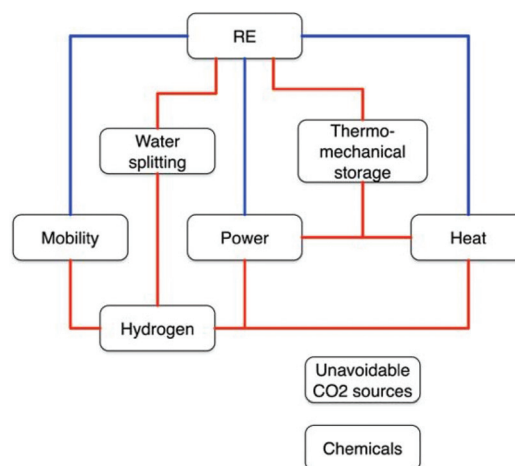 RE
Water
splitting
Thermo-
mechanical
storage
Mobility
Power
Heat
Hydrogen
Unavoidable
CO2 sources
Chemicals